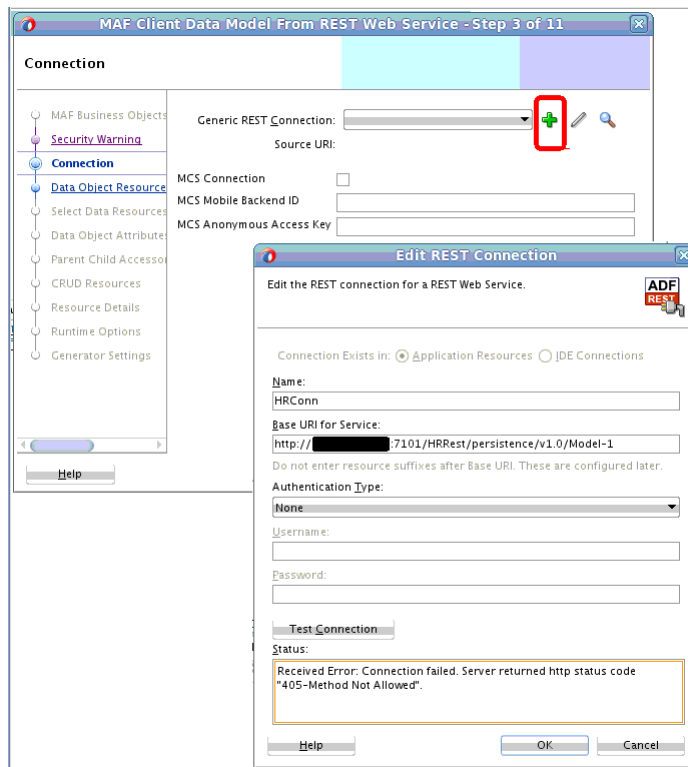 MAF Client Data Model From REST Web Service - Step 3 of 11
Connection
MAF Business Objects
Security Warning
Connection
Data Object Resource
Select Data Resources
Data Object Attributes
Parent Child Accessor
CRUD Resources
Resource Details
Runtime Options
Generator Settings
Help
Generic REST Connection:
Source URI:
MCS Connection
MCS Mobile Backend ID
MCS Anonymous Access Key
Edit REST Connection
Edit the REST connection for a REST Web Service.
ADF
REST
Connection Exists in: Application Resources IDE Connections
Name:
HRConn
Base URI for Service:
http:// :7101/HRRest/persistence/v1.0/Model-1
Do not enter resource suffixes after Base URI. These are configured later.
Authentication Type:
None
Username:
Password:
Test Connection
Status:
Received Error: Connection failed. Server returned http status code
"405-Method Not Allowed".
Help OK Cancel